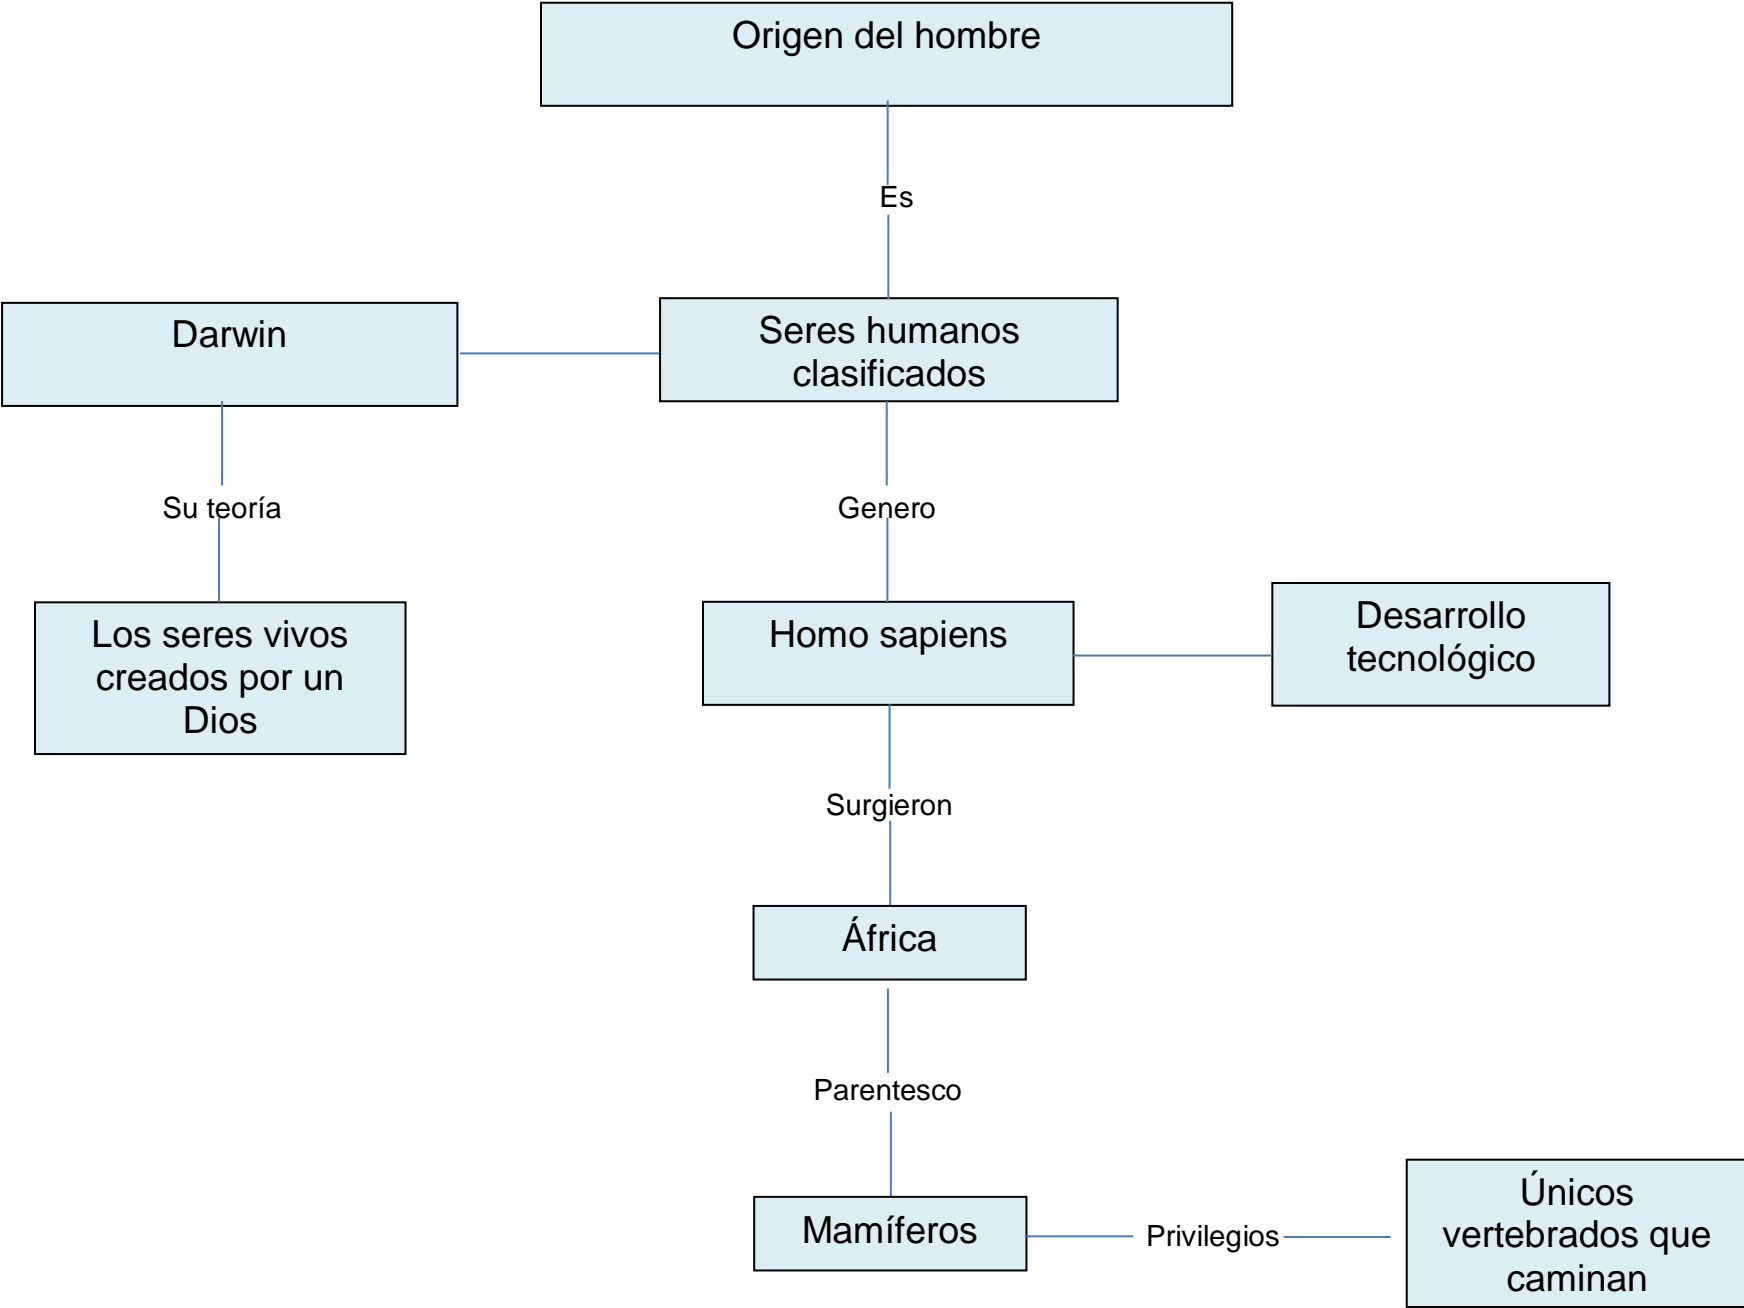 Origen del hombre
Es
Darwin
Seres humanos
clasificados
Su teoría
Genero
Los seres vivos
creados por un
Dios
Homo sapiens
Desarrollo
tecnológico
Surgieron
África
Parentesco
Mamíferos
Privilegios
Únicos
vertebrados que
caminan